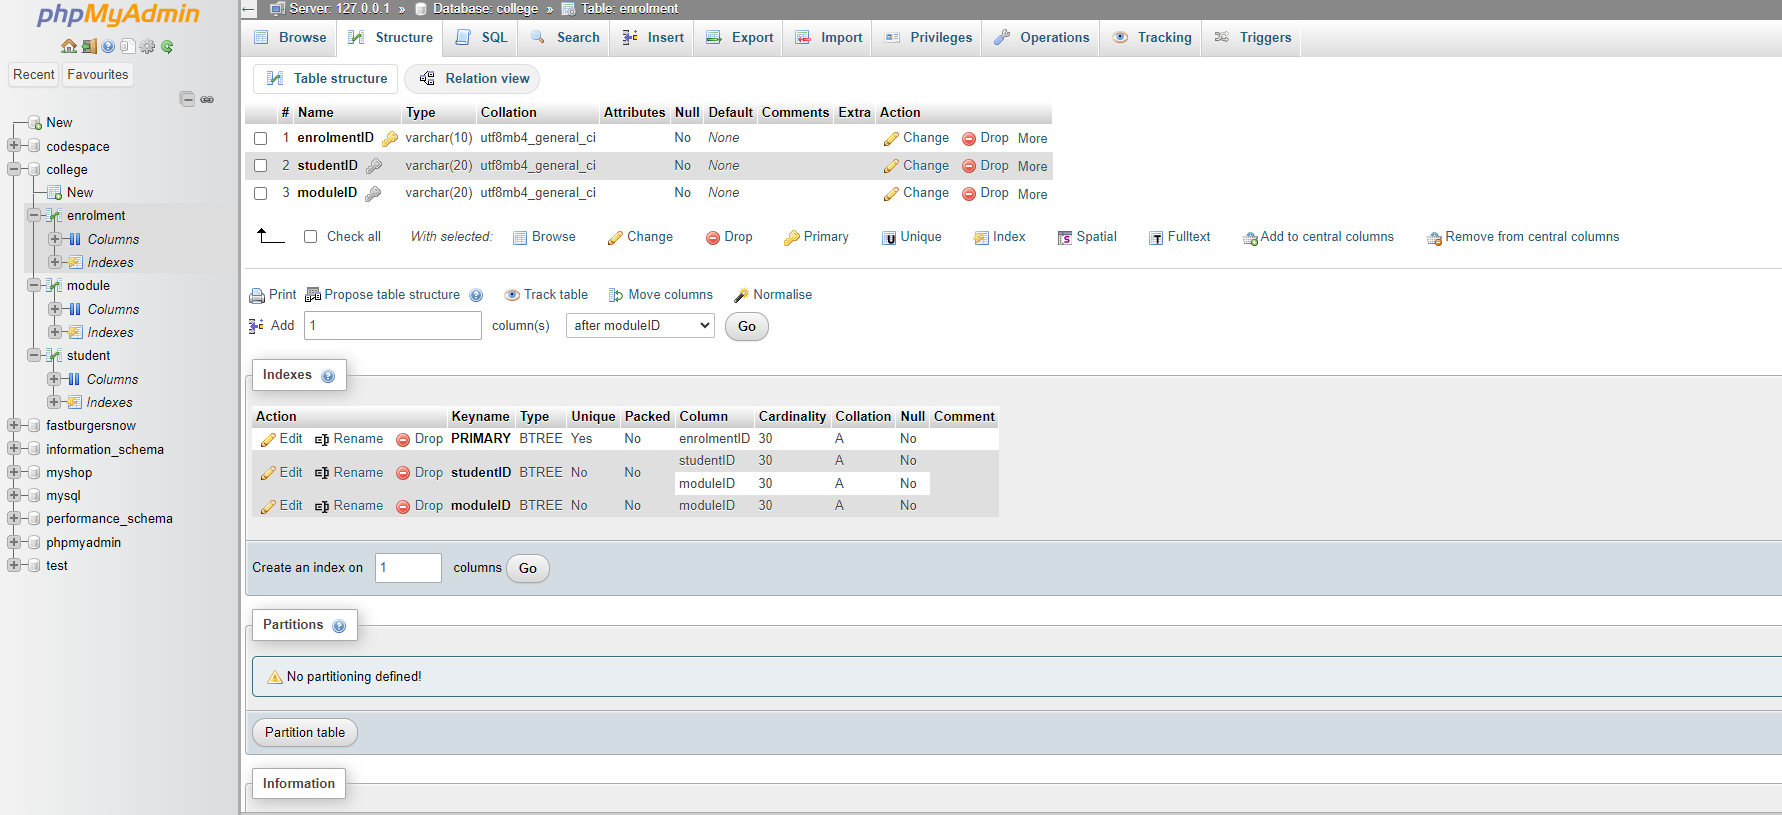 phpMyAdmin
Recent Favourites
New
codespace
college
New
enrolment
Columns
Indexes
module
Columns
Indexes
student
Columns
Indexes
fastburgersnow
information_schema
myshop
mysql
performance_schema
phpmyadmin
test
Server: 127.0.0.1 » Database: college » Table: enrolment
Browse Structure SQL Search Insert Export Import Privileges Operations Tracking Triggers
Table structure Relation view
# Name Type Collation Attributes Null Default Comments Extra Action
1 enrolmentID varchar(10) utf8mb4_general_ci No None Change Drop More
2 studentID varchar(20) utf8mb4_general_ci No None Change Drop More
3 moduleID varchar(20) utf8mb4_general_ci No None Change Drop More
Check all With selected: Browse Change Drop Primary Unique Index Spatial Fulltext Add to central columns Remove from central columns
Print Propose table structure Track table Move columns Normalise
Add 1 column(s) after moduleID Go
Indexes
Action Keyname Type Unique Packed Column Cardinality Collation Null Comment
Edit Rename Drop PRIMARY BTREE Yes No enrolmentID 30 A No
studentID 30 A No
Edit Rename Drop studentID BTREE No No
moduleID 30 A No
Edit Rename Drop moduleID BTREE No No moduleID 30 A No
Create an index on 1 columns Go
Partitions
No partitioning defined!
Partition table
Information